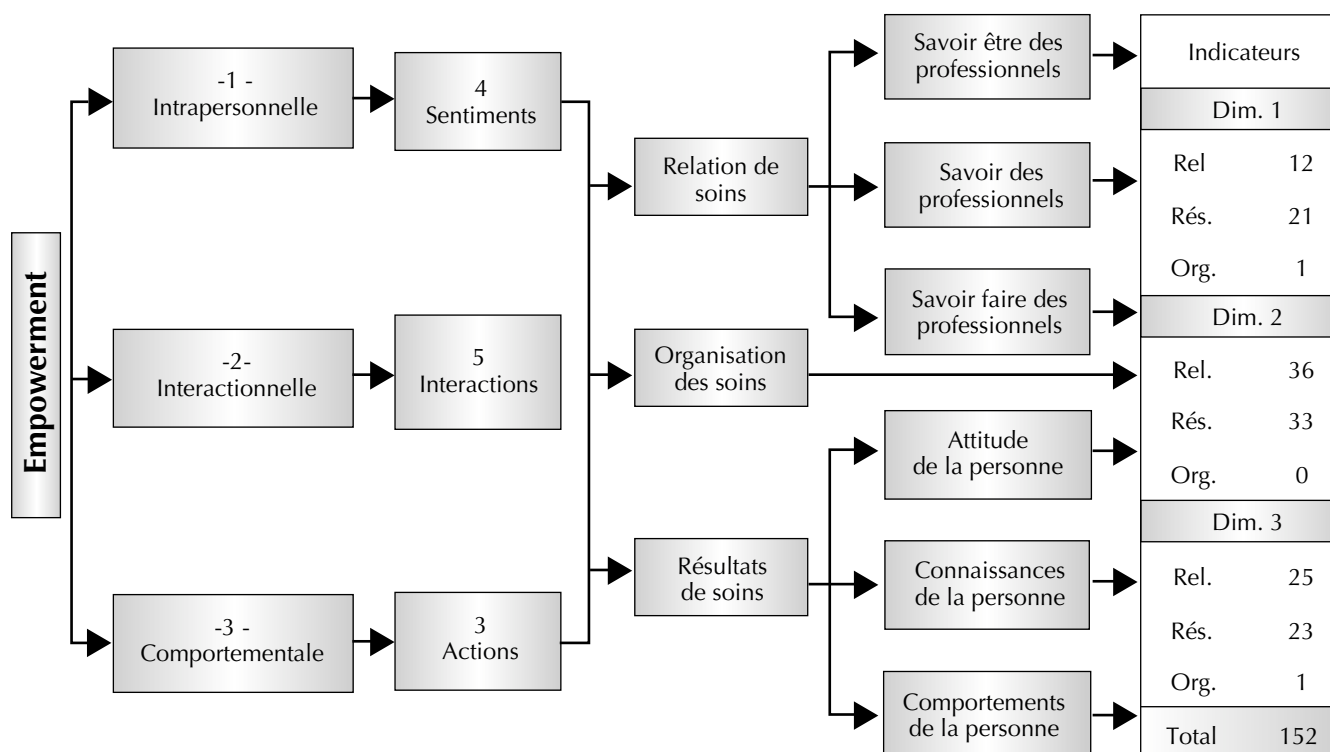 Empowerment
-1 -
Intrapersonnelle
-2-
Interactionnelle
-3 -
Comportementale
4
Sentiments
5
Interactions
3
Actions
Relation de
soins
Organisation
des soins
Résultats
de soins
Savoir être des
professionnels
Savoir des
professionnels
Savoir faire des
professionnels
Attitude
de la personne
Connaissances
de la personne
Comportements
de la personne
Indicateurs
Dim. 1
Rel 12
Rés. 21
Org. 1
Dim. 2
Rel. 36
Rés. 33
Org. 0
Dim. 3
Rel. 25
Rés. 23
Org. 1
Total 152